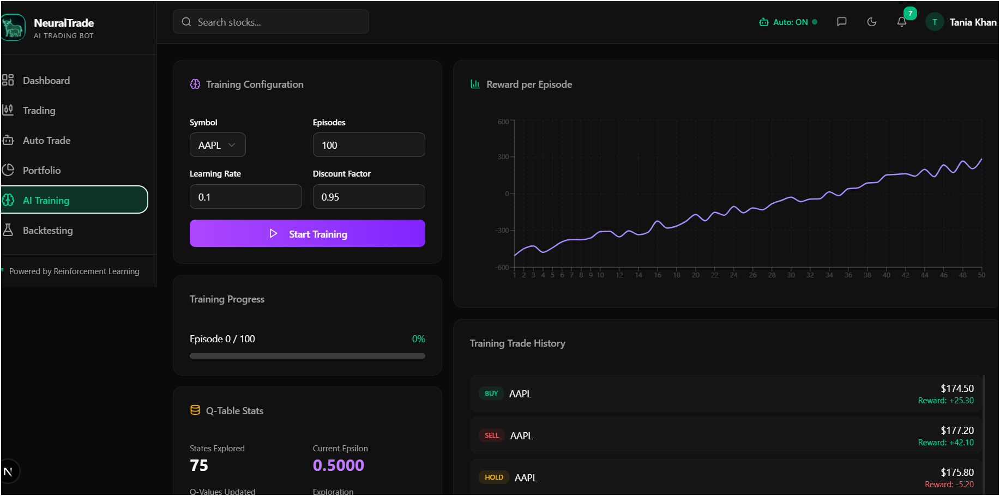 NeuralTrade
AI TRADING BOT
Search stocks...
Auto: ON
7
T
Tania Khan
Dashboard
Trading
Auto Trade
Portfolio
AI Training
Backtesting
Powered by Reinforcement Learning
N
Training Configuration
Symbol
Episodes
AAPL
100
Learning Rate
Discount Factor
0.1
0.95
Start Training
Training Progress
Episode 0 / 100
0%
Q-Table Stats
States Explored
Current Epsilon
75
0.5000
Q-Values Updated
Exploration
Reward per Episode
600
300
0
-300
-600
1 2 3 4 5 6 7 8 9 10 12 14 16 18 20 22 24 26 28 30 32 34 36 38 40 42 44 46 48 50
Training Trade History
BUY AAPL
$174.50
Reward: +25.30
SELL AAPL
$177.20
Reward: +42.10
HOLD AAPL
$175.80
Reward: -5.20